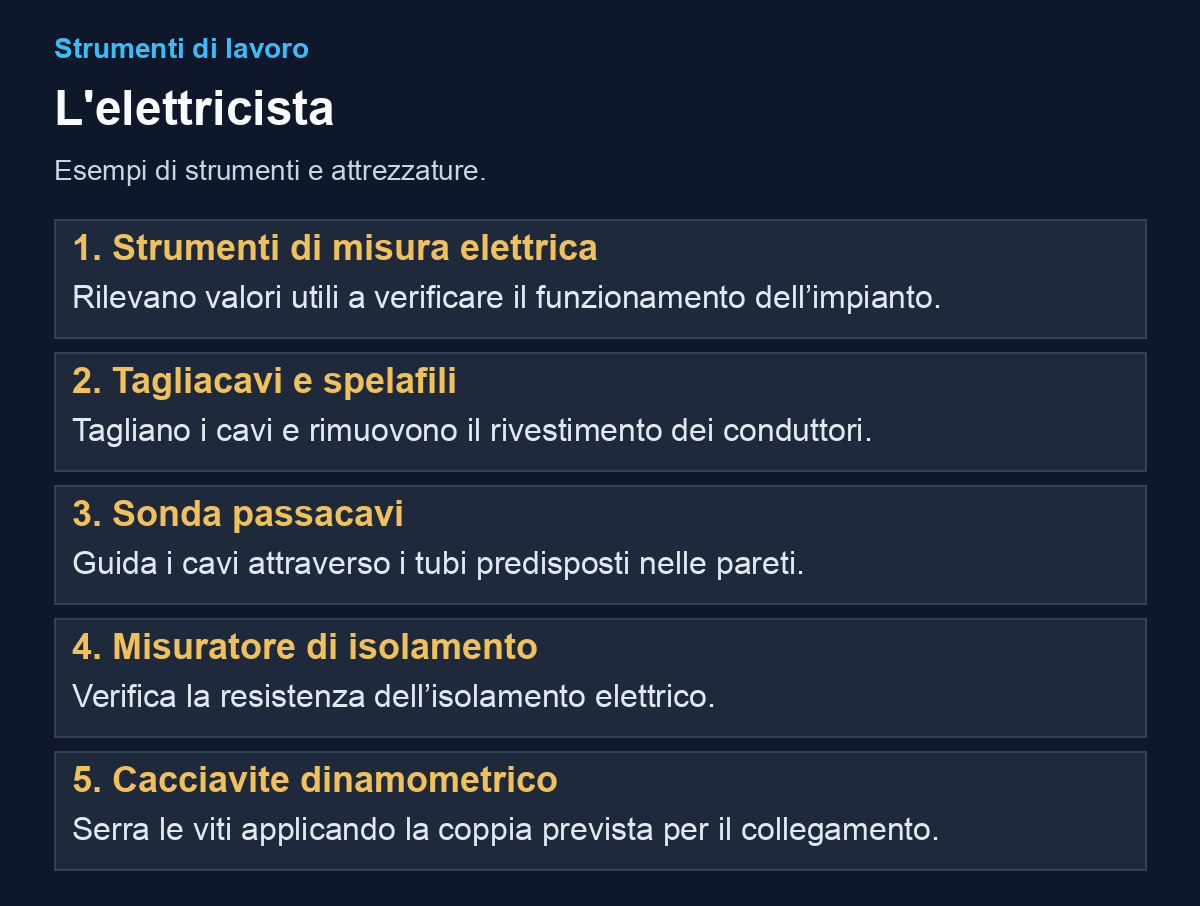 Strumenti di lavoro
L'elettricista
Esempi di strumenti e attrezzature.
1. Strumenti di misura elettrica
Rilevano valori utili a verificare il funzionamento dell’impianto.
2. Tagliacavi e spelafili
Tagliano i cavi e rimuovono il rivestimento dei conduttori.
3. Sonda passacavi
Guida i cavi attraverso i tubi predisposti nelle pareti.
4. Misuratore di isolamento
Verifica la resistenza dell’isolamento elettrico.
5. Cacciavite dinamometrico
Serra le viti applicando la coppia prevista per il collegamento.